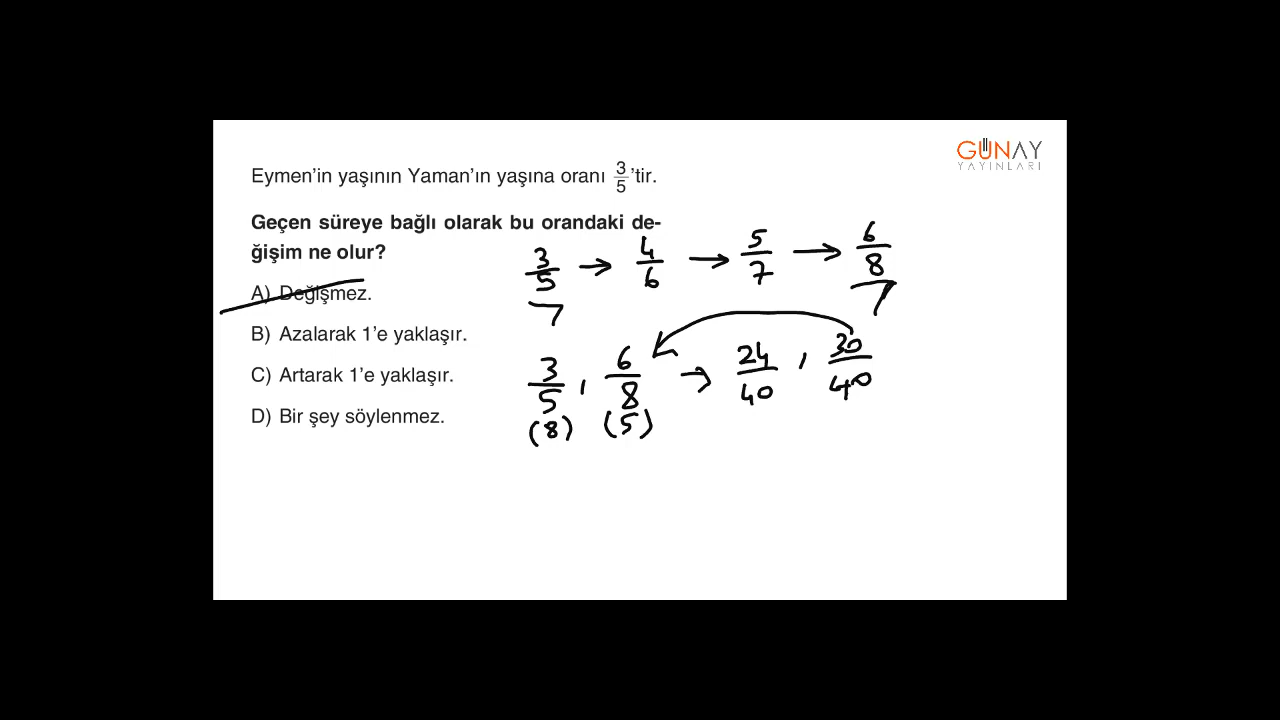 GÜNAY
YAYINLARI
Eymen'in yaşının Yaman'ın yaşına oranı 3/5'tir.
Geçen süreye bağlı olarak bu orandaki de-
ğişim ne olur?
3/5 → 4/6 → 5/7 → 6/8
A) Değişmez.
B) Azalarak 1'e yaklaşır.
C) Artarak 1'e yaklaşır.
D) Bir şey söylenmez.
3/5 , 6/8 → 24/40 , 30/40
(8) (5)